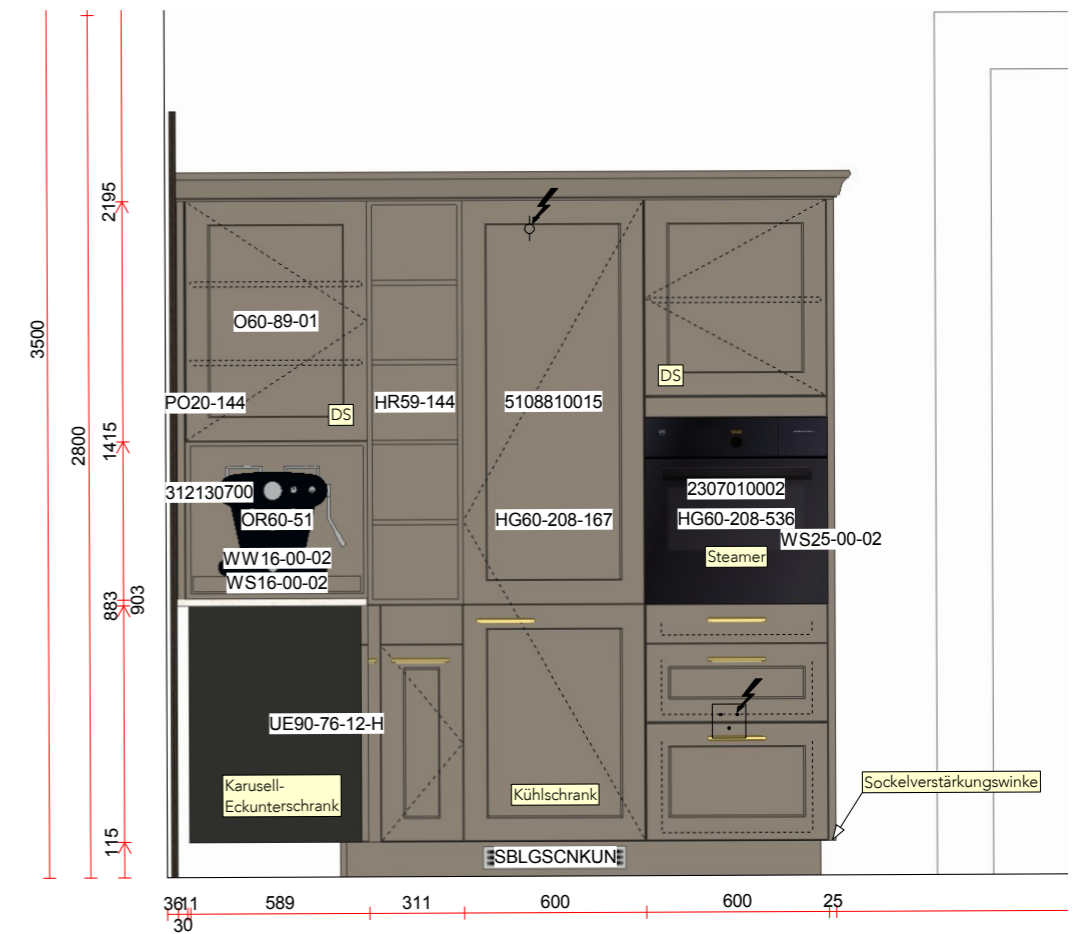 3500
2800
2195
1415
883
903
115
O60-89-01
PO20-144
DS
HR59-144
5108810015
DS
312130700
OR60-51
WW16-00-02
WS16-00-02
HG60-208-167
2307010002
HG60-208-536
WS25-00-02
Steamer
UE90-76-12-H
Karusell-
Eckunterschrank
Kühlschrank
Sockelverstärkungswinke
SBLGSCNKUN
36
11
30
589
311
600
600
25